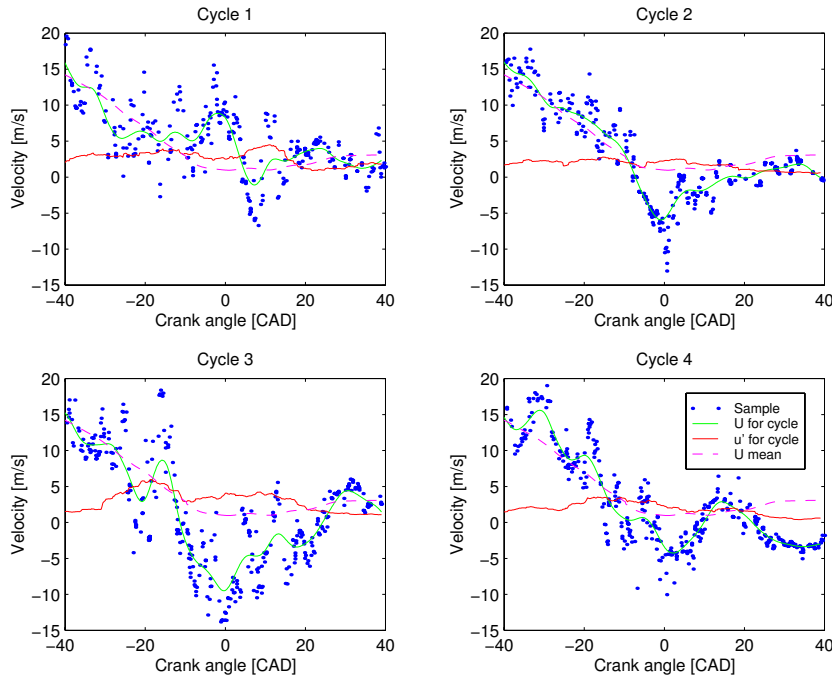 Cycle 1
20
15
10
5
0
−5
−10
−15
Velocity [m/s]
−40 −20 0 20 40
Crank angle [CAD]
Cycle 2
20
15
10
5
0
−5
−10
−15
Velocity [m/s]
−40 −20 0 20 40
Crank angle [CAD]
Cycle 3
20
15
10
5
0
−5
−10
−15
Velocity [m/s]
−40 −20 0 20 40
Crank angle [CAD]
Cycle 4
20
15
10
5
0
−5
−10
−15
Velocity [m/s]
−40 −20 0 20 40
Crank angle [CAD]
Sample
U for cycle
u' for cycle
U mean